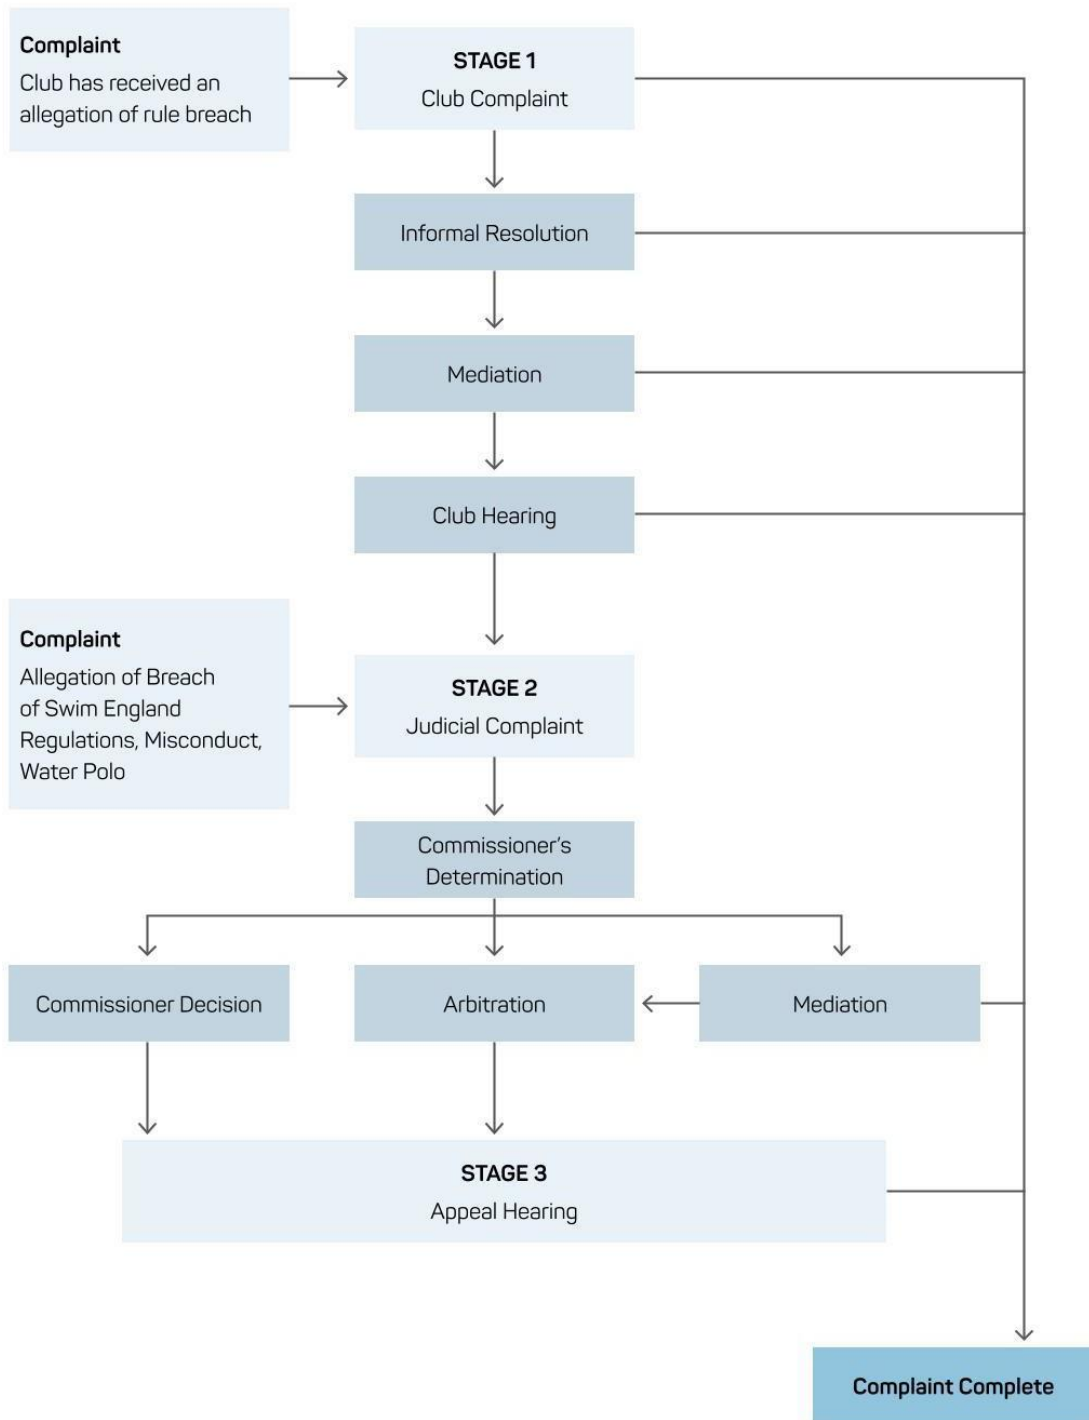 Complaint
Club has received an
allegation of rule breach
STAGE 1
Club Complaint
Informal Resolution
Mediation
Club Hearing
Complaint
Allegation of Breach
of Swim England
Regulations, Misconduct,
Water Polo
STAGE 2
Judicial Complaint
Commissioner’s
Determination
Commissioner Decision
Arbitration
Mediation
STAGE 3
Appeal Hearing
Complaint Complete